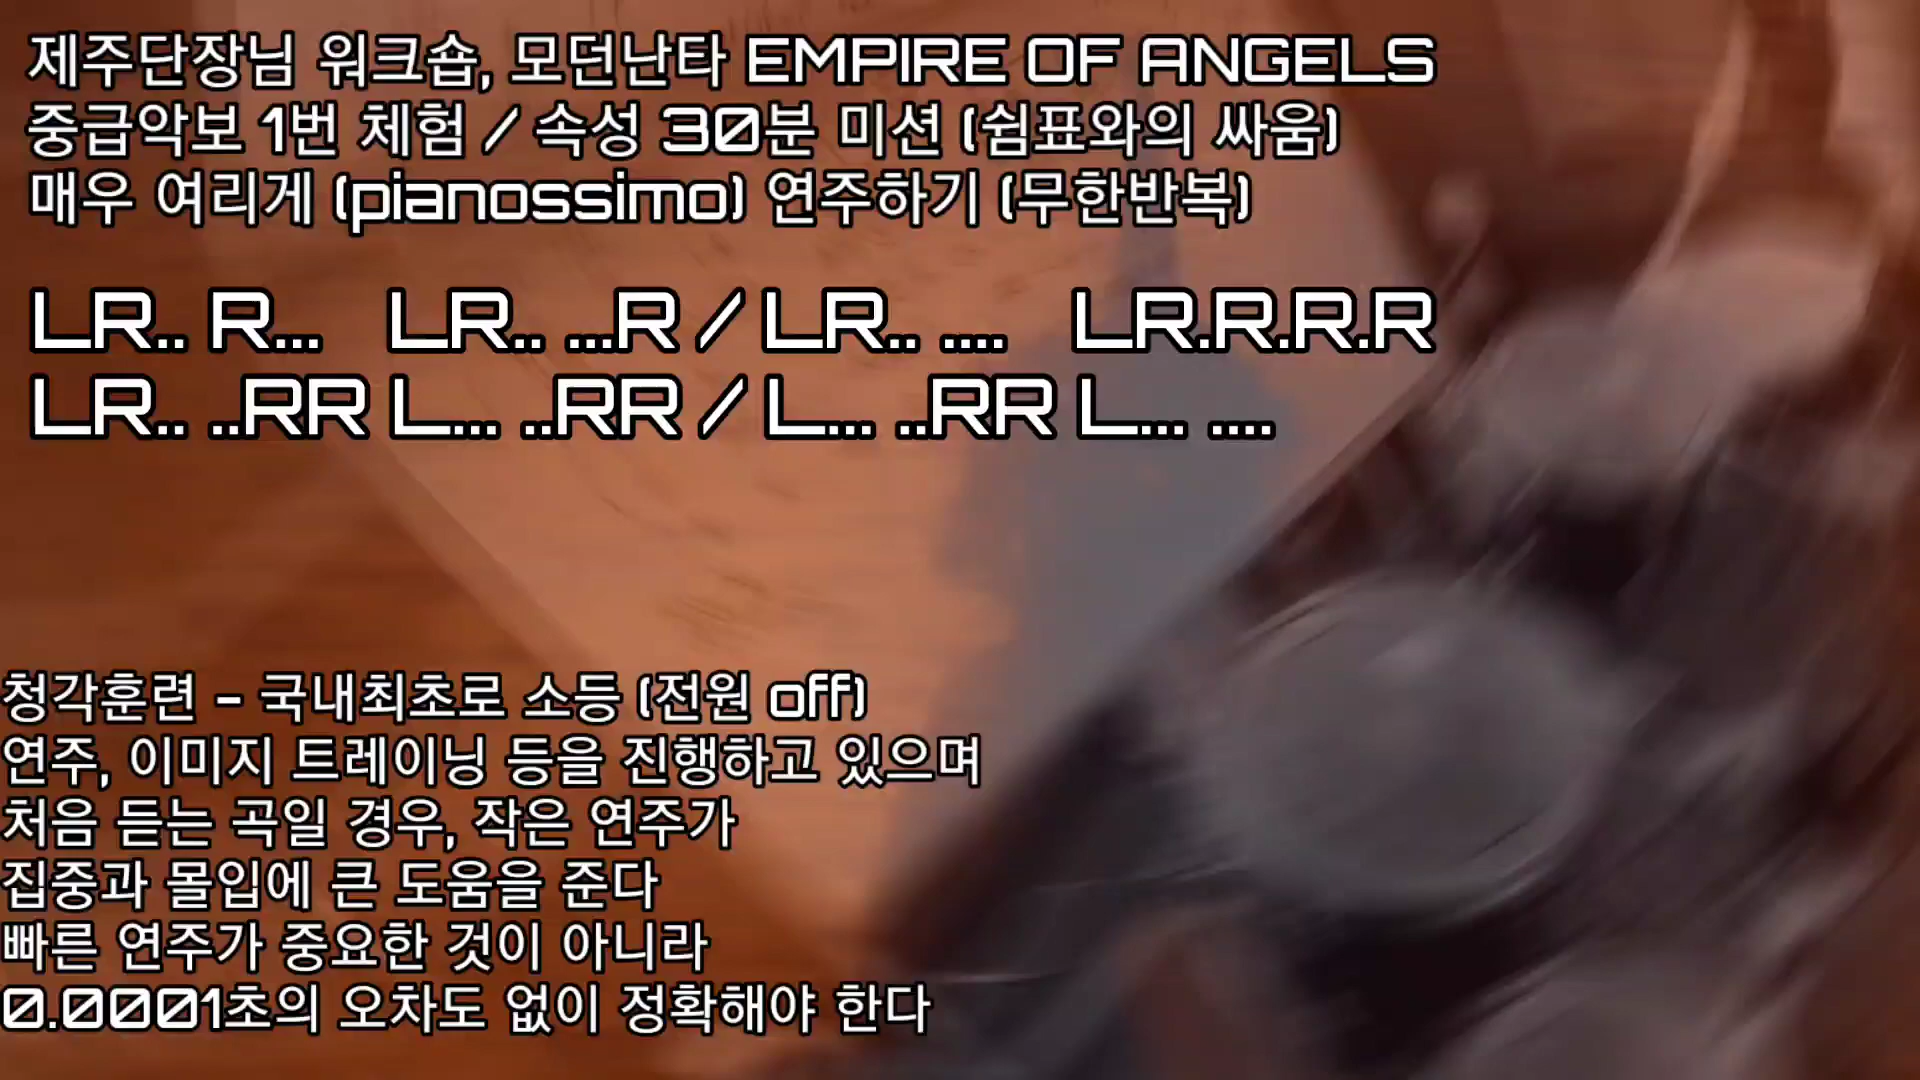 제주단장님 워크숍, 모던난타 EMPIRE OF ANGELS
중급악보 1번 체험 / 속성 30분 미션 (쉼표와의 싸움)
매우 여리게 (pianossimo) 연주하기 (무한반복)
LR.. R... LR.. ...R / LR.. .... LR.R.R.R
LR.. ..RR L... ..RR / L... ..RR L... ....
청각훈련 - 국내최초로 소등 (전원 off)
연주, 이미지 트레이닝 등을 진행하고 있으며
처음 듣는 곡일 경우, 작은 연주가
집중과 몰입에 큰 도움을 준다
빠른 연주가 중요한 것이 아니라
0.0001초의 오차도 없이 정확해야 한다